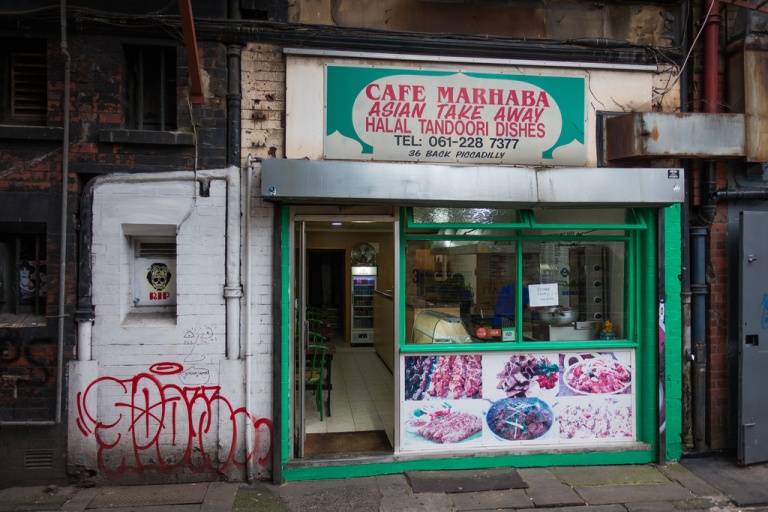 CAFE MARHABA
ASIAN TAKE AWAY
HALAL TANDOORI DISHES
TEL: 061-228 7377
36 BACK PICCADILLY
RIP